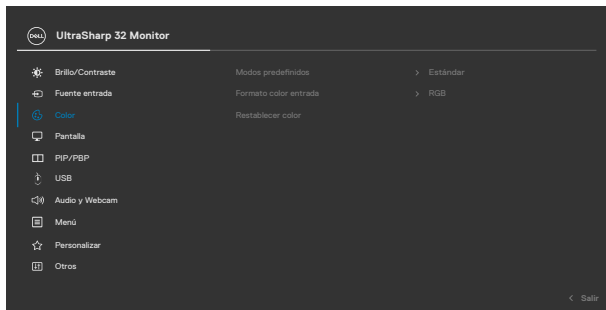 DELL UltraSharp 32 Monitor
Brillo/Contraste Modos predefinidos > Estándar
Fuente entrada Formato color entrada > RGB
Color Restablecer color
Pantalla
PIP/PBP
USB
Audio y Webcam
Menú
Personalizar
Otros
< Salir